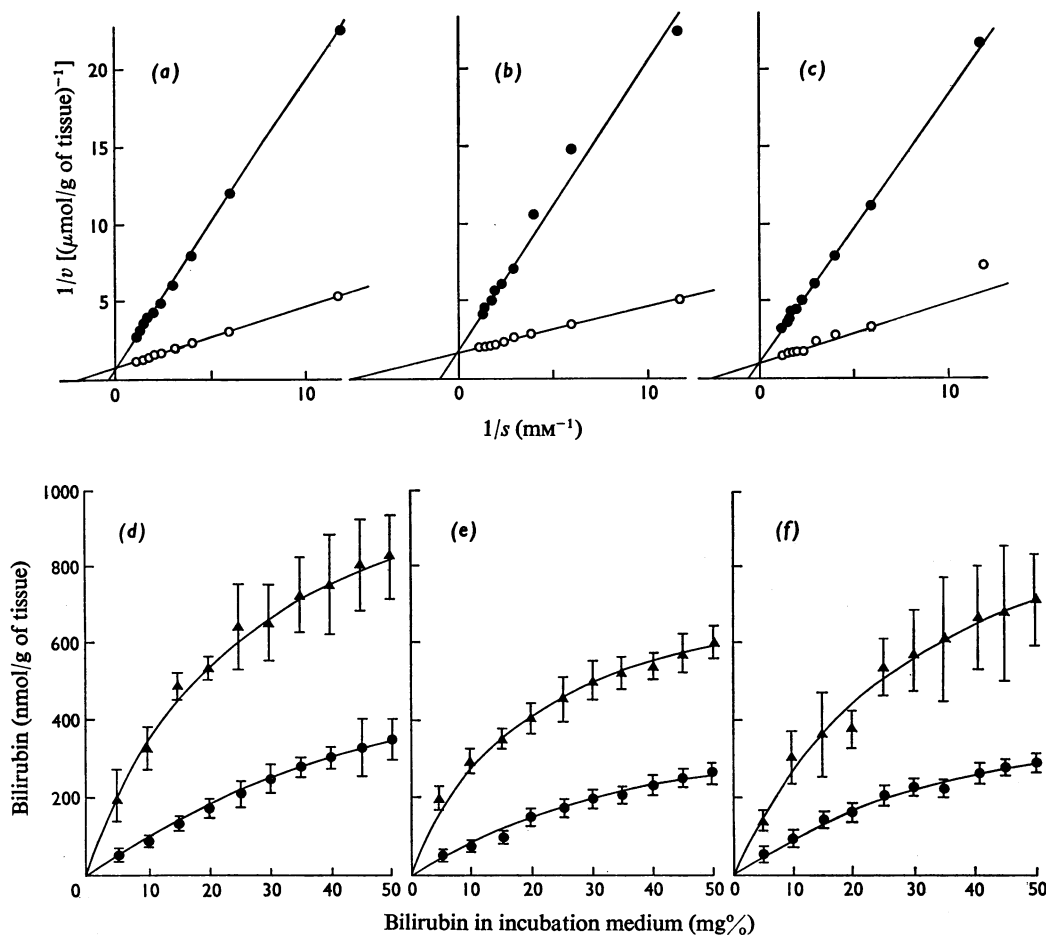 (a) (b) (c)
20
15
10
5
1/v [(μmol/g of tissue)⁻¹]
0 10 0 10 0 10
1/s (mM⁻¹)
1000
800
600
400
200
Bilirubin (nmol/g of tissue)
(d) (e) (f)
0 10 20 30 40 50 0 10 20 30 40 50 0 10 20 30 40 50
Bilirubin in incubation medium (mg%)